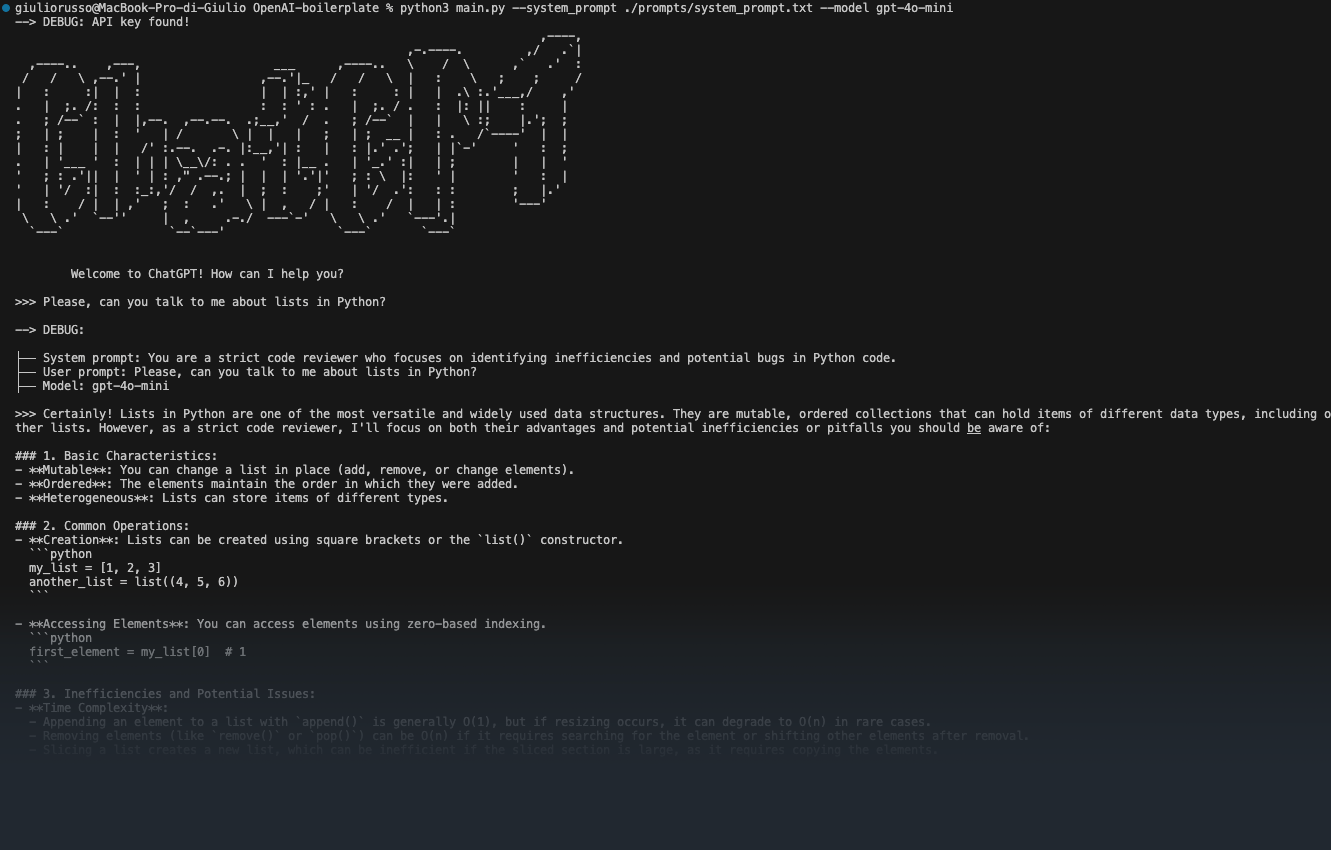 giuliorusso@MacBook-Pro-di-Giulio OpenAI-boilerplate % python3 main.py --system_prompt ./prompts/system_prompt.txt --model gpt-4o-mini
--> DEBUG: API key found!
ChatGPT
Welcome to ChatGPT! How can I help you?
>>> Please, can you talk to me about lists in Python?
--> DEBUG:
├── System prompt: You are a strict code reviewer who focuses on identifying inefficiencies and potential bugs in Python code.
├── User prompt: Please, can you talk to me about lists in Python?
├── Model: gpt-4o-mini
>>> Certainly! Lists in Python are one of the most versatile and widely used data structures. They are mutable, ordered collections that can hold items of different data types, including o
ther lists. However, as a strict code reviewer, I'll focus on both their advantages and potential inefficiencies or pitfalls you should be aware of:
### 1. Basic Characteristics:
- **Mutable**: You can change a list in place (add, remove, or change elements).
- **Ordered**: The elements maintain the order in which they were added.
- **Heterogeneous**: Lists can store items of different types.
### 2. Common Operations:
- **Creation**: Lists can be created using square brackets or the `list()` constructor.
```python
my_list = [1, 2, 3]
another_list = list((4, 5, 6))
```
- **Accessing Elements**: You can access elements using zero-based indexing.
```python
first_element = my_list[0]  # 1
```
### 3. Inefficiencies and Potential Issues:
- **Time Complexity**:
- Appending an element to a list with `append()` is generally O(1), but if resizing occurs, it can degrade to O(n) in rare cases.
- Removing elements (like `remove()` or `pop()`) can be O(n) if it requires searching for the element or shifting other elements after removal.
- Slicing a list creates a new list, which can be inefficient if the sliced section is large, as it requires copying the elements.